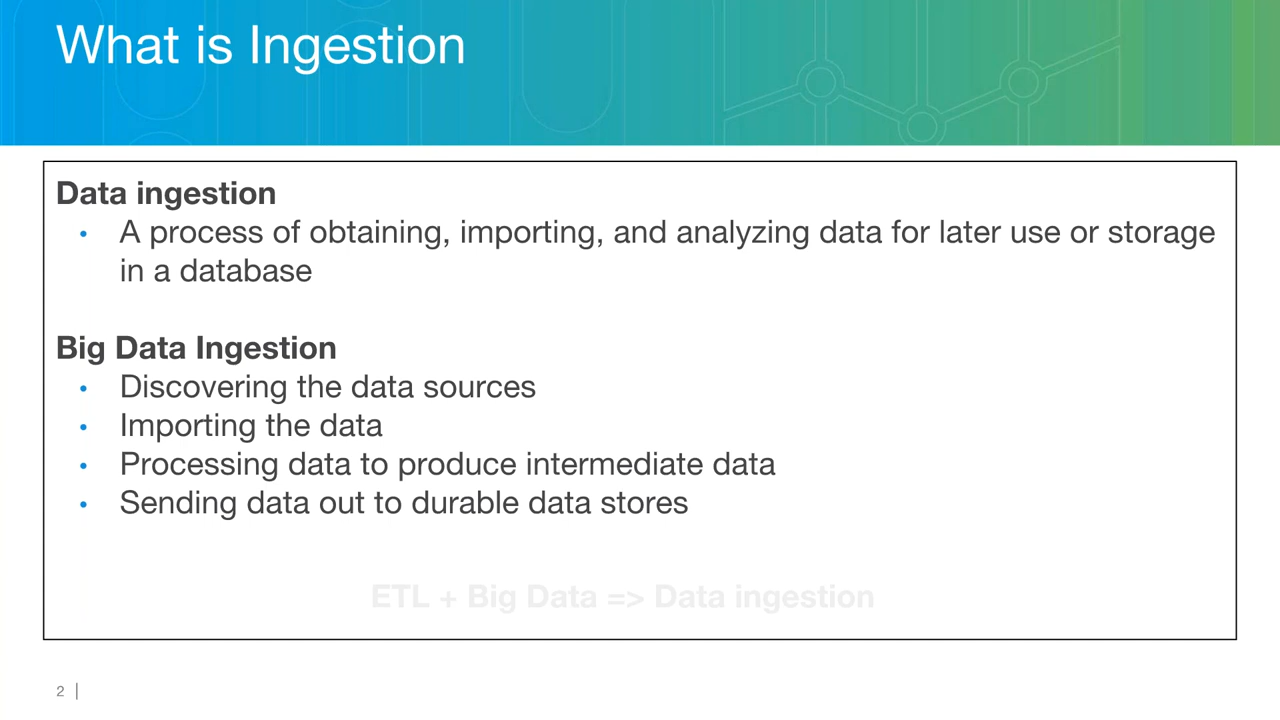 What is Ingestion
Data ingestion
• A process of obtaining, importing, and analyzing data for later use or storage
in a database
Big Data Ingestion
• Discovering the data sources
• Importing the data
• Processing data to produce intermediate data
• Sending data out to durable data stores
ETL + Big Data => Data ingestion
2 |